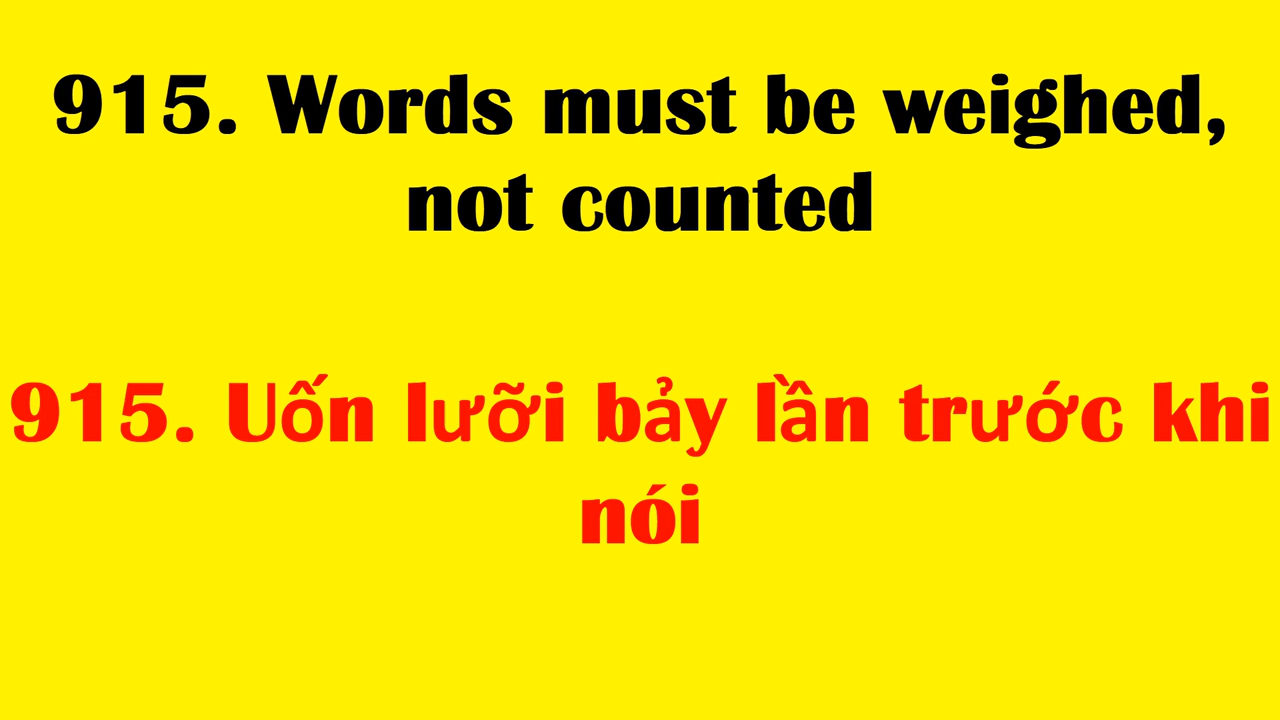 915. Words must be weighed,
not counted
915. Uốn lưỡi bảy lần trước khi
nói